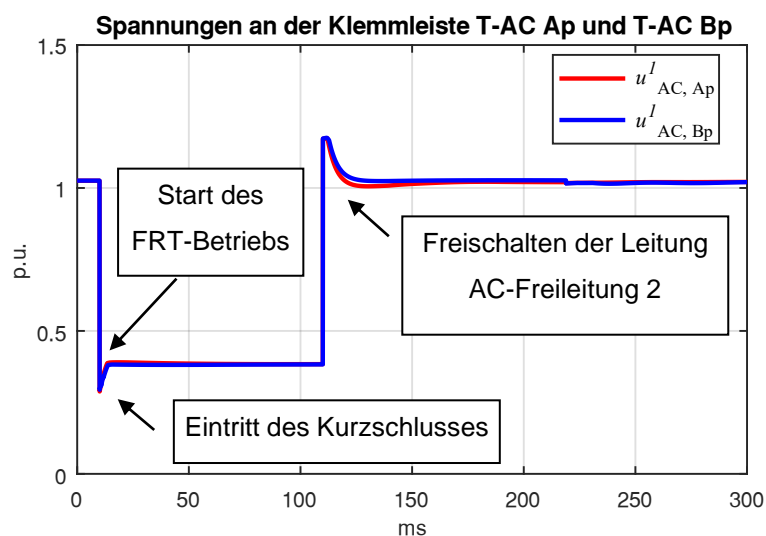 Spannungen an der Klemmleiste T-AC Ap und T-AC Bp
1.5
u¹AC, Ap
u¹AC, Bp
1
Start des
FRT-Betriebs
Freischalten der Leitung
AC-Freileitung 2
p.u.
0.5
Eintritt des Kurzschlusses
0
0 50 100 150 200 250 300
ms